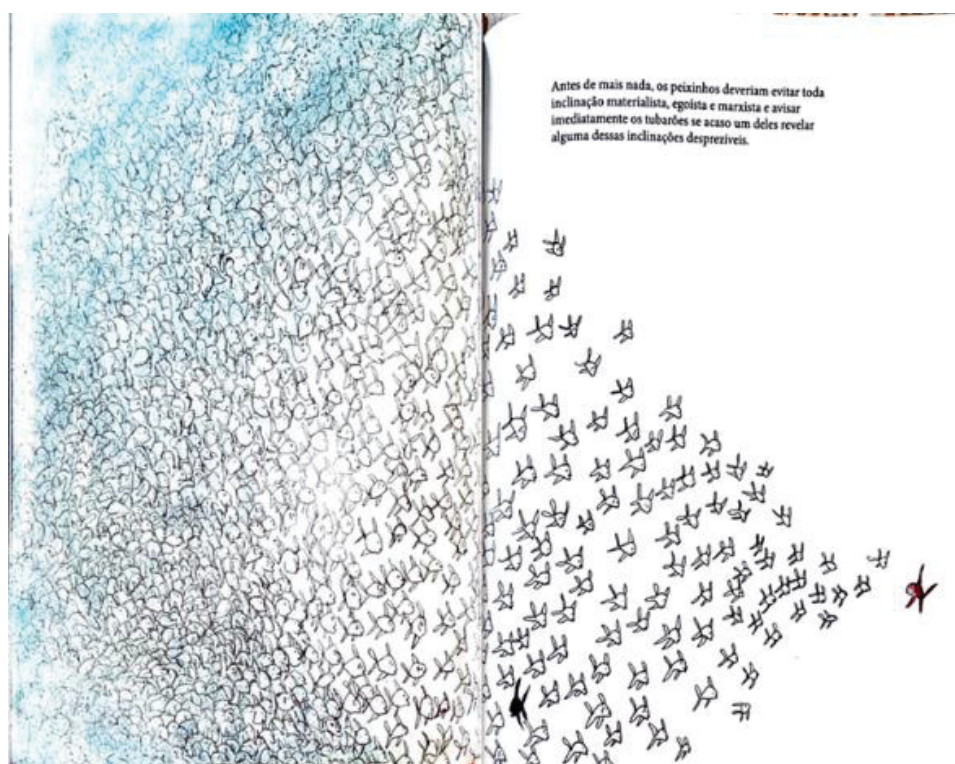 Antes de mais nada, os peixinhos deveriam evitar toda
inclinação materialista, egoísta e marxista e avisar
imediatamente os tubarões se acaso um deles revelar
alguma dessas inclinações desprezíveis.